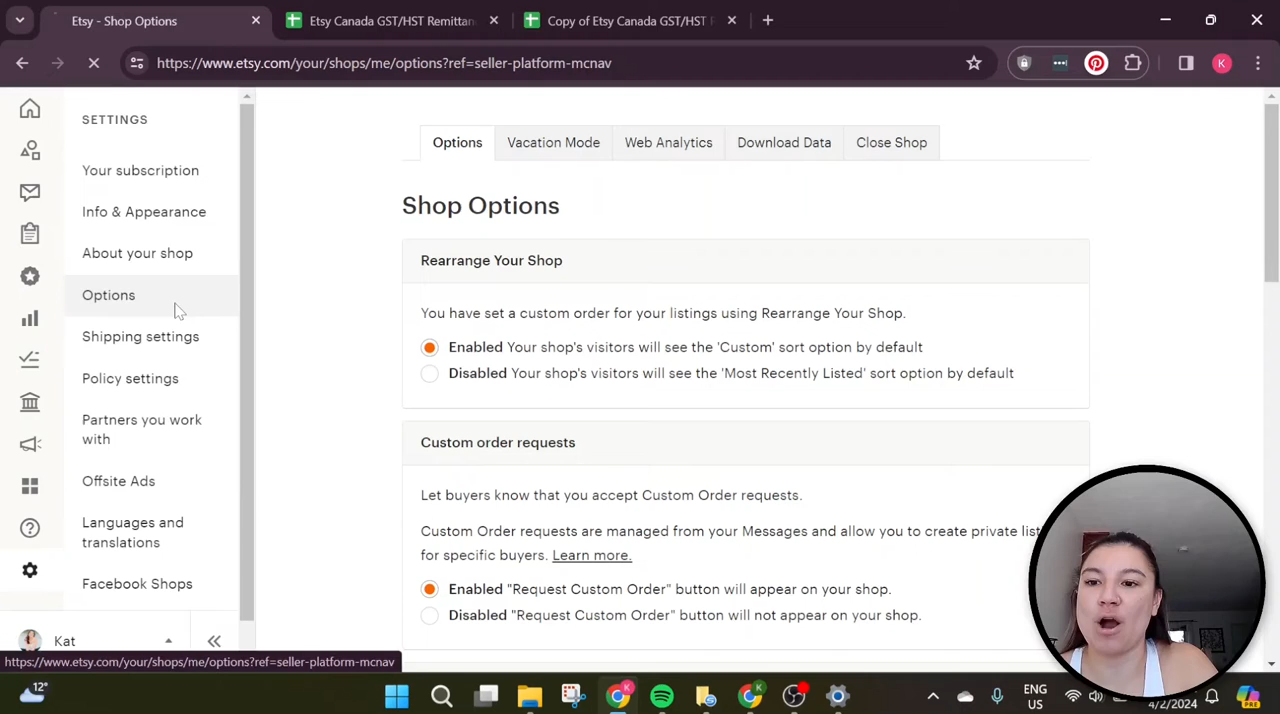 Etsy - Shop Options
Etsy Canada GST/HST Remittan
Copy of Etsy Canada GST/HST R
https://www.etsy.com/your/shops/me/options?ref=seller-platform-mcnav
K
SETTINGS
Your subscription
Info & Appearance
About your shop
Options
Shipping settings
Policy settings
Partners you work
with
Offsite Ads
Languages and
translations
Facebook Shops
Kat
Options
Vacation Mode
Web Analytics
Download Data
Close Shop
Shop Options
Rearrange Your Shop
You have set a custom order for your listings using Rearrange Your Shop.
Enabled Your shop's visitors will see the 'Custom' sort option by default
Disabled Your shop's visitors will see the 'Most Recently Listed' sort option by default
Custom order requests
Let buyers know that you accept Custom Order requests.
Custom Order requests are managed from your Messages and allow you to create private list
for specific buyers. Learn more.
Enabled "Request Custom Order" button will appear on your shop.
Disabled "Request Custom Order" button will not appear on your shop.
https://www.etsy.com/your/shops/me/options?ref=seller-platform-mcnav
12°
ENG
US
4/2/2024
PRE